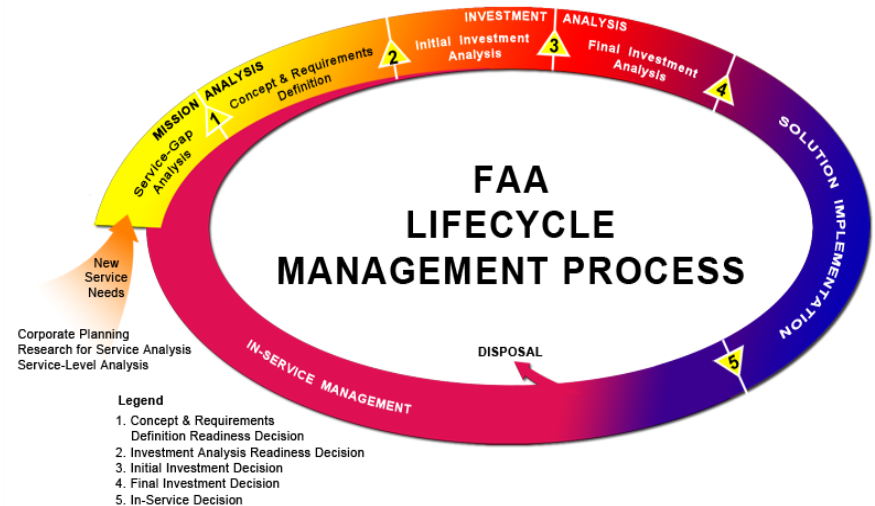 INVESTMENT ANALYSIS
MISSION ANALYSIS
Service-Gap
Analysis
1
Concept & Requirements
Definition
2
Initial Investment
Analysis
3
Final Investment
Analysis
4
SOLUTION IMPLEMENTATION
5
IN-SERVICE MANAGEMENT
DISPOSAL
FAA
LIFECYCLE
MANAGEMENT PROCESS
New
Service
Needs
Corporate Planning
Research for Service Analysis
Service-Level Analysis
Legend
1. Concept & Requirements
Definition Readiness Decision
2. Investment Analysis Readiness Decision
3. Initial Investment Decision
4. Final Investment Decision
5. In-Service Decision